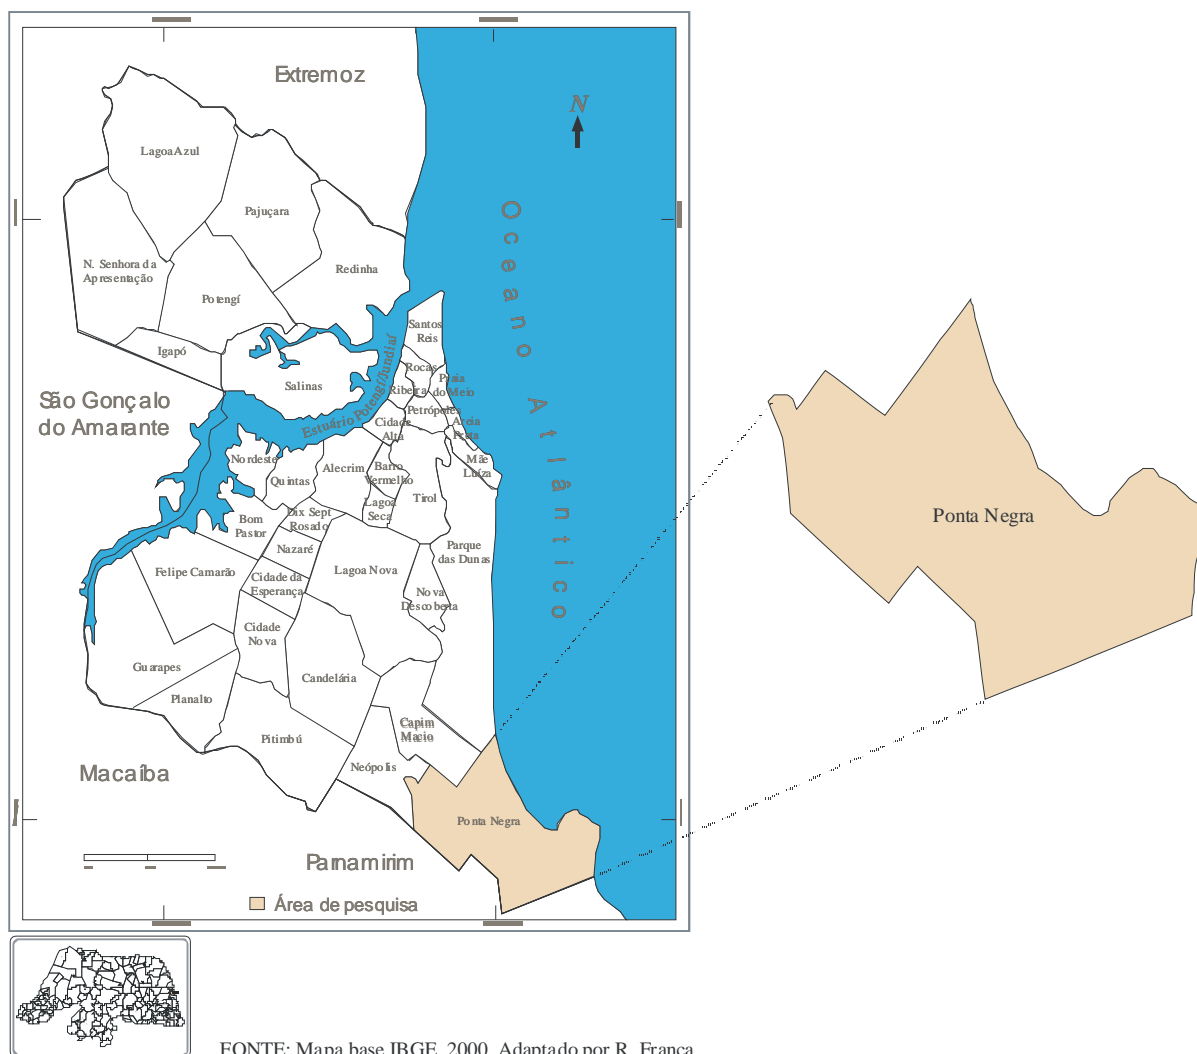 Extremoz
N
Lagoa Azul
Pajuçara
Oceano Atlântico
N. Senhora da
Apresentação
Redinha
Potengí
Santos
Reis
Igapó
Rocas
Salinas
Praia
do Meio
Ribeira
Estuário Potengí/Jundiaí
São Gonçalo
do Amarante
Petrópoles
Cidade
Alta
Areia
Preta
Nordeste
Quintas
Alecrim
Barro
Vermelho
Mãe
Luíza
Tirol
Lagoa
Seca
Dix Sept
Rosado
Bom
Pastor
Nazaré
Parque
das Dunas
Felipe Camarão
Cidade da
Esperança
Lagoa Nova
Nova
Descoberta
Cidade
Nova
Guarapes
Planalto
Candelária
Capim
Macio
Pitimbú
Neópolis
Macaíba
Ponta Negra
Parnamirim
Área de pesquisa
Ponta Negra
FONTE: Mapa base IBGE, 2000. Adaptado por R. França